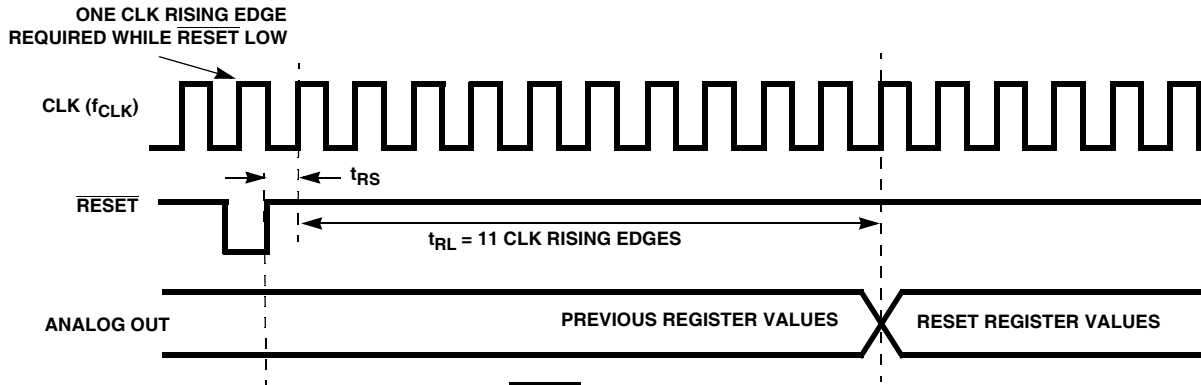 ONE CLK RISING EDGE
REQUIRED WHILE RESET LOW
CLK (fCLK)
tRS
RESET
tRL = 11 CLK RISING EDGES
ANALOG OUT
PREVIOUS REGISTER VALUES
RESET REGISTER VALUES